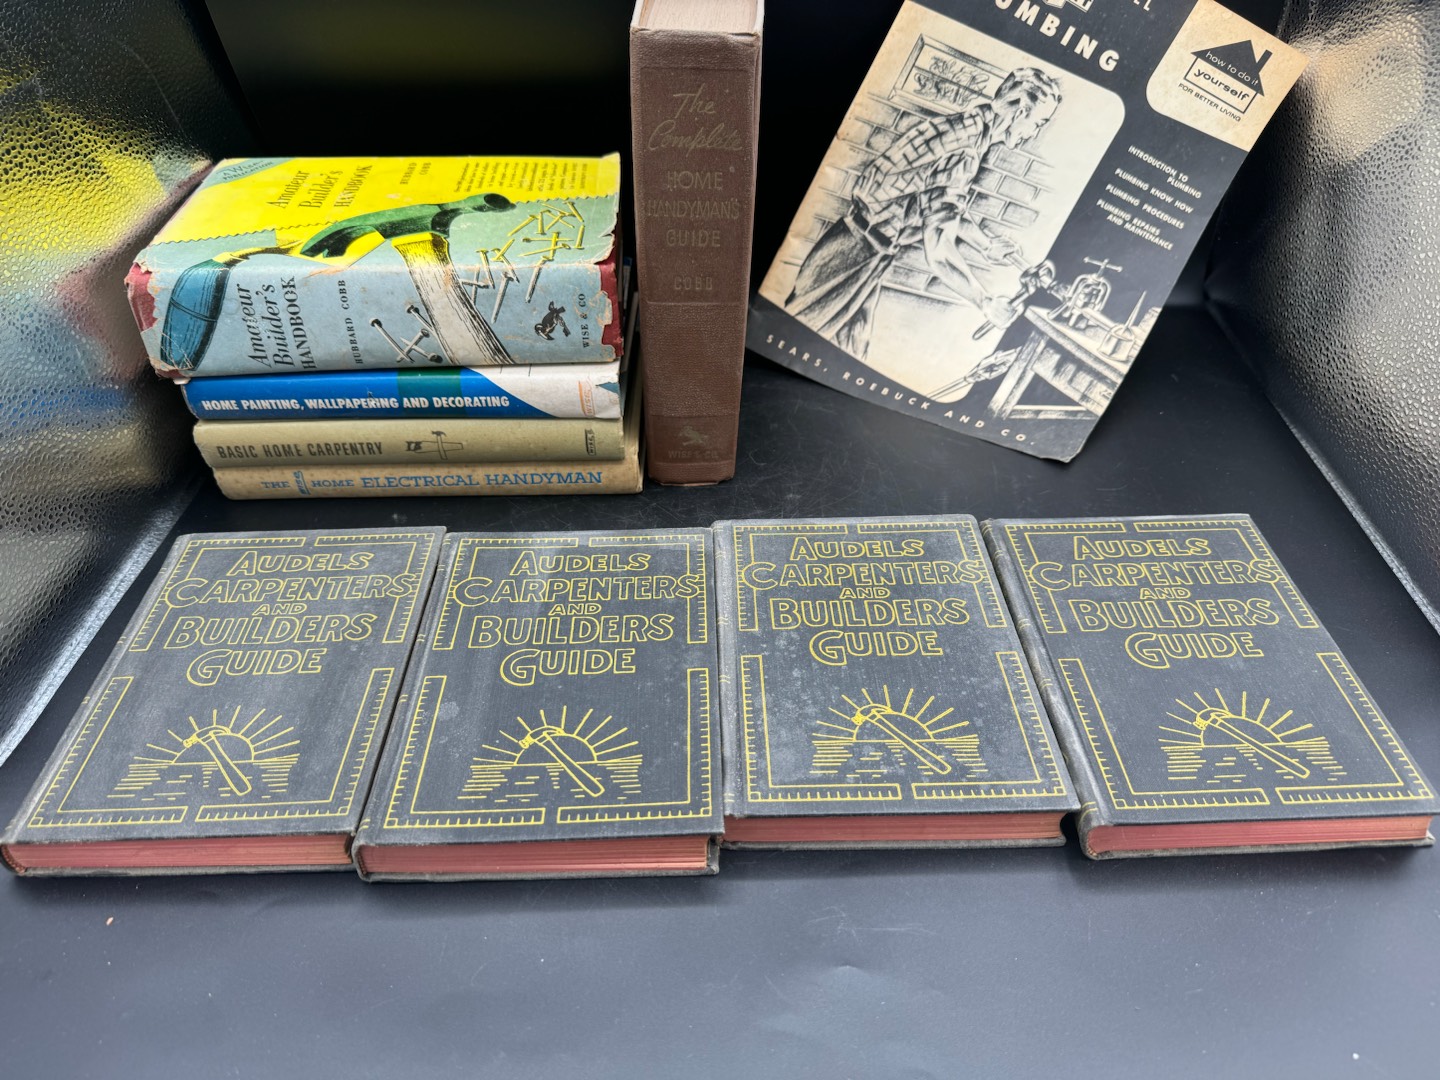 Amateur
Builder's
HANDBOOK
HUBBARD
COBB
Amateur
Builder's
HANDBOOK
HUBBARD COBB
WISE & CO
HOME PAINTING, WALLPAPERING AND DECORATING
BASIC HOME CARPENTRY
THE HOME ELECTRICAL HANDYMAN
The
Complete
HOME
HANDYMAN'S
GUIDE
COBB
WISE & CO.
UMBING
how to do it
yourself
FOR BETTER LIVING
INTRODUCTION TO
PLUMBING
PLUMBING KNOW HOW
PLUMBING PROCEDURES
PLUMBING REPAIRS
AND MAINTENANCE
SEARS, ROEBUCK AND CO.
AUDELS
CARPENTERS
AND
BUILDERS
GUIDE
AUDELS
CARPENTERS
AND
BUILDERS
GUIDE
AUDELS
CARPENTERS
AND
BUILDERS
GUIDE
AUDELS
CARPENTERS
AND
BUILDERS
GUIDE